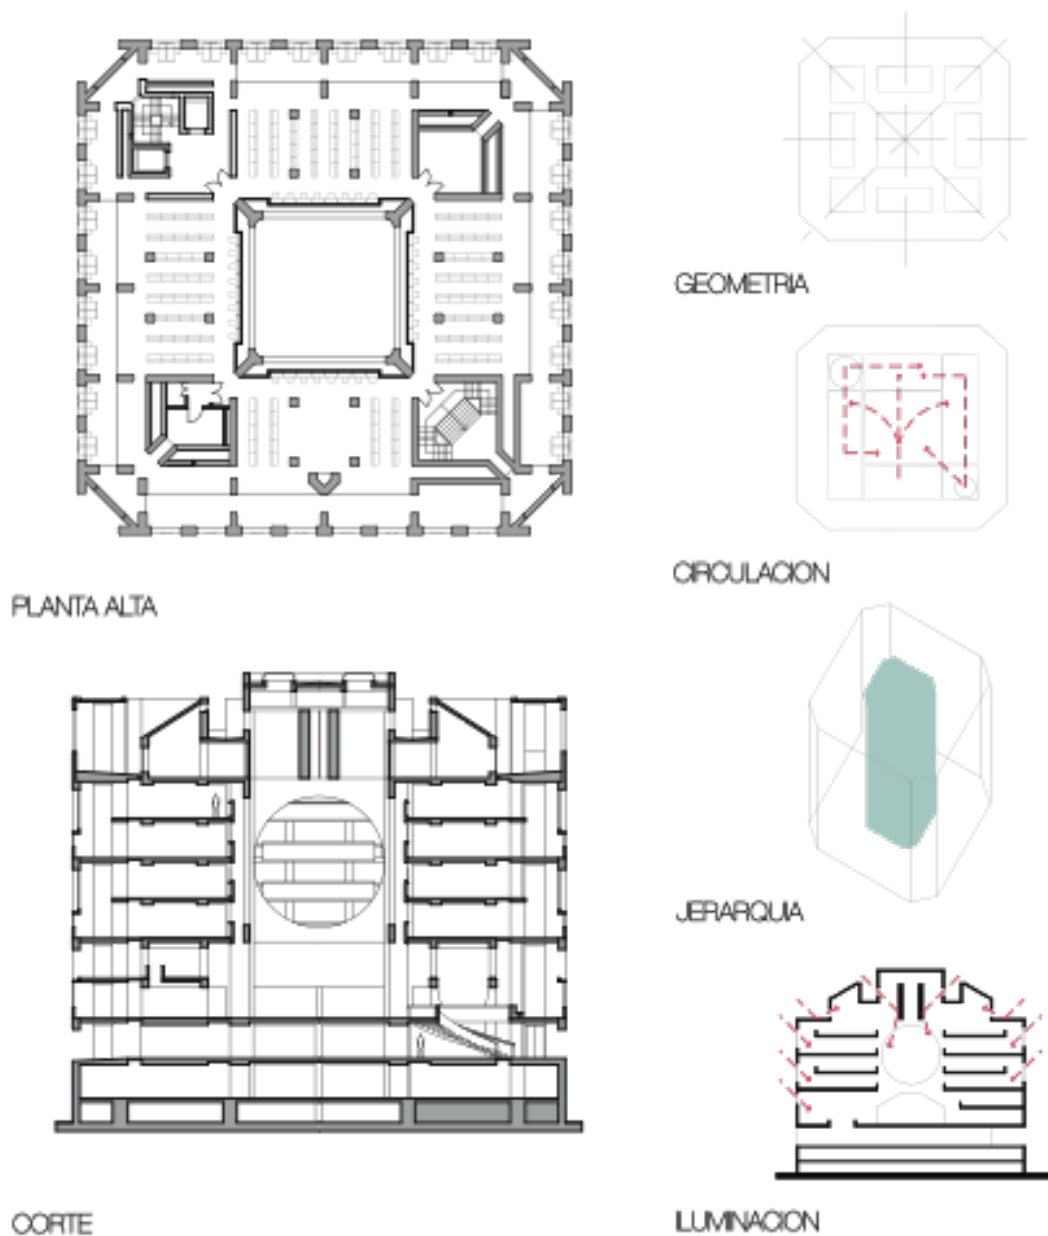 PLANTA ALTA
CORTE
GEOMETRIA
CIRCULACION
JERARQUIA
ILUMINACION